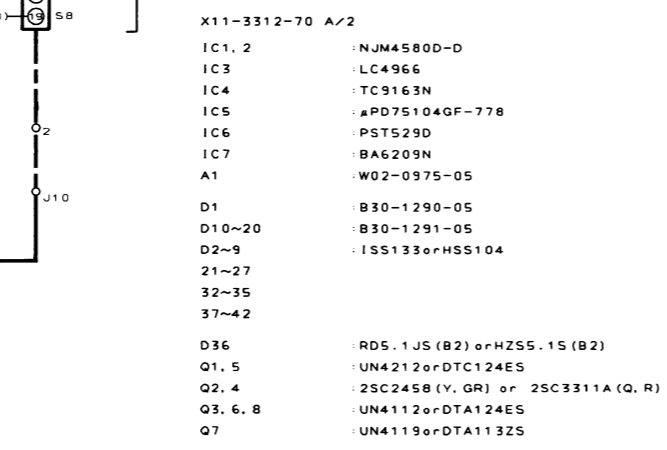 )
19 S8
2
J10
X11-3312-70 A/2
IC1, 2 :NJM4580D-D
IC3 :LC4966
IC4 :TC9163N
IC5 :µPD75104GF-778
IC6 :PST529D
IC7 :BA6209N
A1 :W02-0975-05
D1 :B30-1290-05
D10~20 :B30-1291-05
D2~9 :ISS133orHSS104
21~27
32~35
37~42
D36 :RD5.1JS(B2)orHZS5.1S(B2)
Q1, 5 :UN4212orDTC124ES
Q2, 4 :2SC2458(Y, GR) or 2SC3311A(Q, R)
Q3, 6, 8 :UN4112orDTA124ES
Q7 :UN4119orDTA113ZS